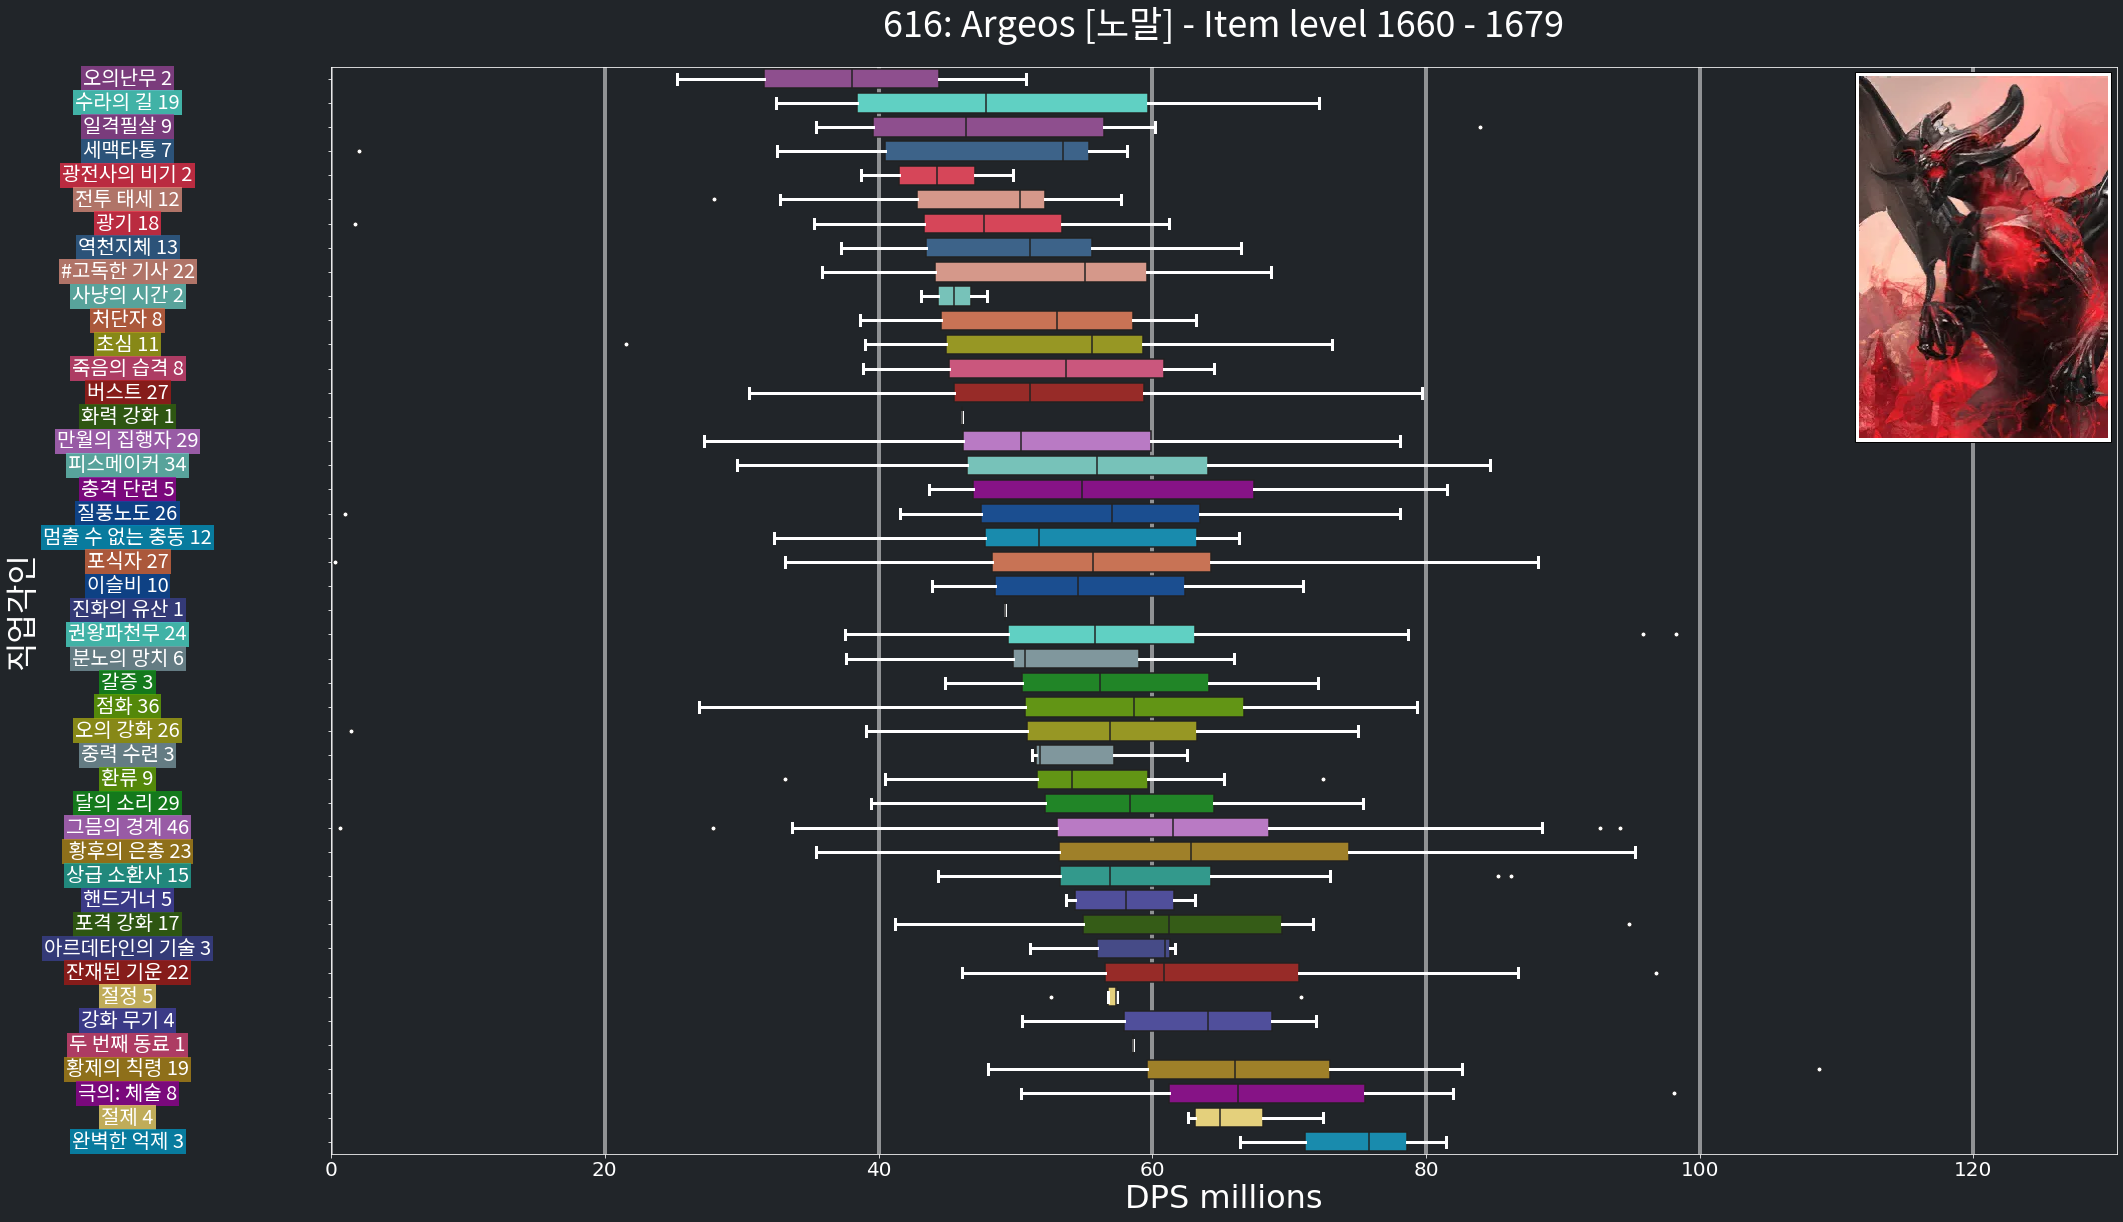 616: Argeos [노말] - Item level 1660 - 1679
직업각인
오의난무 2
수라의 길 19
일격필살 9
세맥타통 7
광전사의 비기 2
전투 태세 12
광기 18
역천지체 13
#고독한 기사 22
사냥의 시간 2
처단자 8
초심 11
죽음의 습격 8
버스트 27
화력 강화 1
만월의 집행자 29
피스메이커 34
충격 단련 5
질풍노도 26
멈출 수 없는 충동 12
포식자 27
이슬비 10
진화의 유산 1
권왕파천무 24
분노의 망치 6
갈증 3
점화 36
오의 강화 26
중력 수련 3
환류 9
달의 소리 29
그믐의 경계 46
황후의 은총 23
상급 소환사 15
핸드거너 5
포격 강화 17
아르데타인의 기술 3
잔재된 기운 22
절정 5
강화 무기 4
두 번째 동료 1
황제의 칙령 19
극의: 체술 8
절제 4
완벽한 억제 3
0 20 40 60 80 100 120
DPS millions